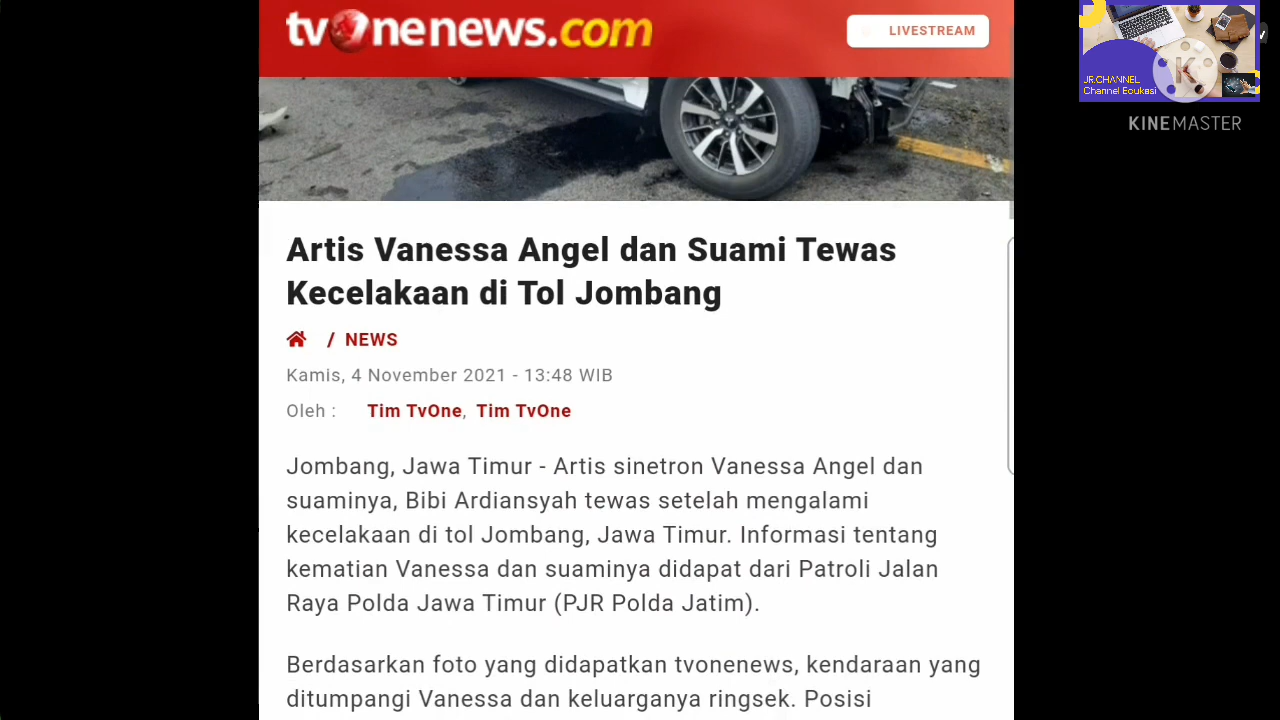 tvOnenews.com
LIVESTREAM
JR.CHANNEL
Channel Edukasi
KINEMASTER
Artis Vanessa Angel dan Suami Tewas
Kecelakaan di Tol Jombang
/ NEWS
Kamis, 4 November 2021 - 13:48 WIB
Oleh : Tim TvOne, Tim TvOne
Jombang, Jawa Timur - Artis sinetron Vanessa Angel dan
suaminya, Bibi Ardiansyah tewas setelah mengalami
kecelakaan di tol Jombang, Jawa Timur. Informasi tentang
kematian Vanessa dan suaminya didapat dari Patroli Jalan
Raya Polda Jawa Timur (PJR Polda Jatim).
Berdasarkan foto yang didapatkan tvonenews, kendaraan yang
ditumpangi Vanessa dan keluarganya ringsek. Posisi